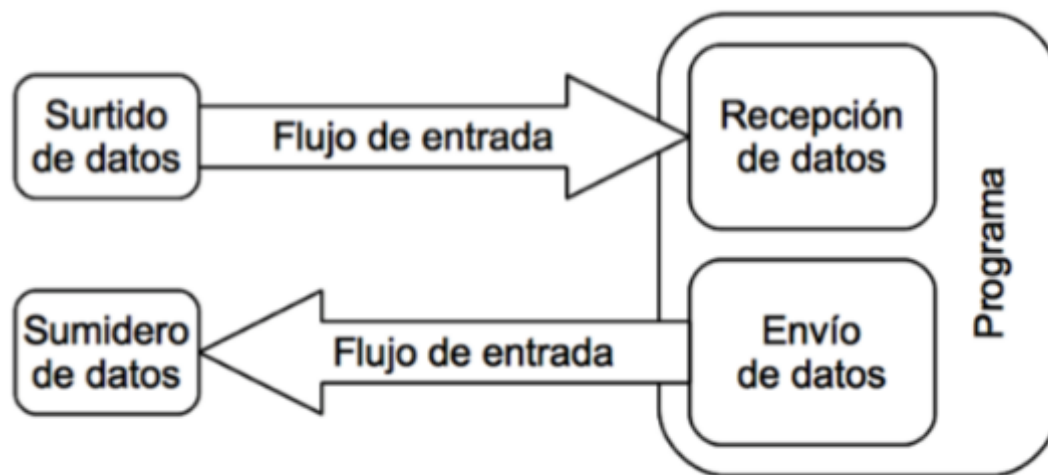 Surtido
de datos
Flujo de entrada
Recepción
de datos
Programa
Sumidero
de datos
Flujo de entrada
Envío
de datos